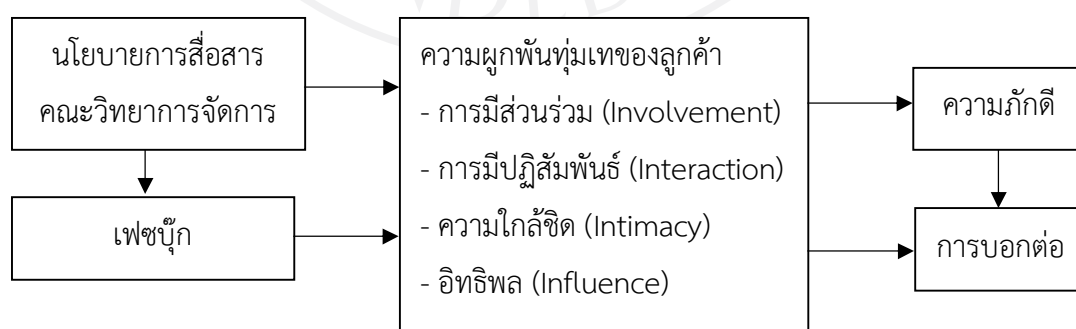 นโยบายการสื่อสาร
คณะวิทยาการจัดการ
เฟซบุ๊ก
ความผูกพันทุ่มเทของลูกค้า
- การมีส่วนร่วม (Involvement)
- การมีปฏิสัมพันธ์ (Interaction)
- ความใกล้ชิด (Intimacy)
- อิทธิพล (Influence)
ความภักดี
การบอกต่อ